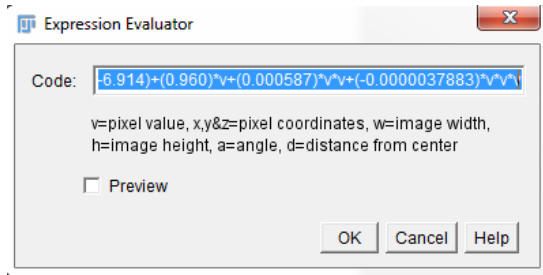 Expression Evaluator
Code: -6.914)+(0.960)*v+(0.000587)*v*v+(-0.0000037883)*v*v*
v=pixel value, x,y&z=pixel coordinates, w=image width,
h=image height, a=angle, d=distance from center
Preview
OK Cancel Help